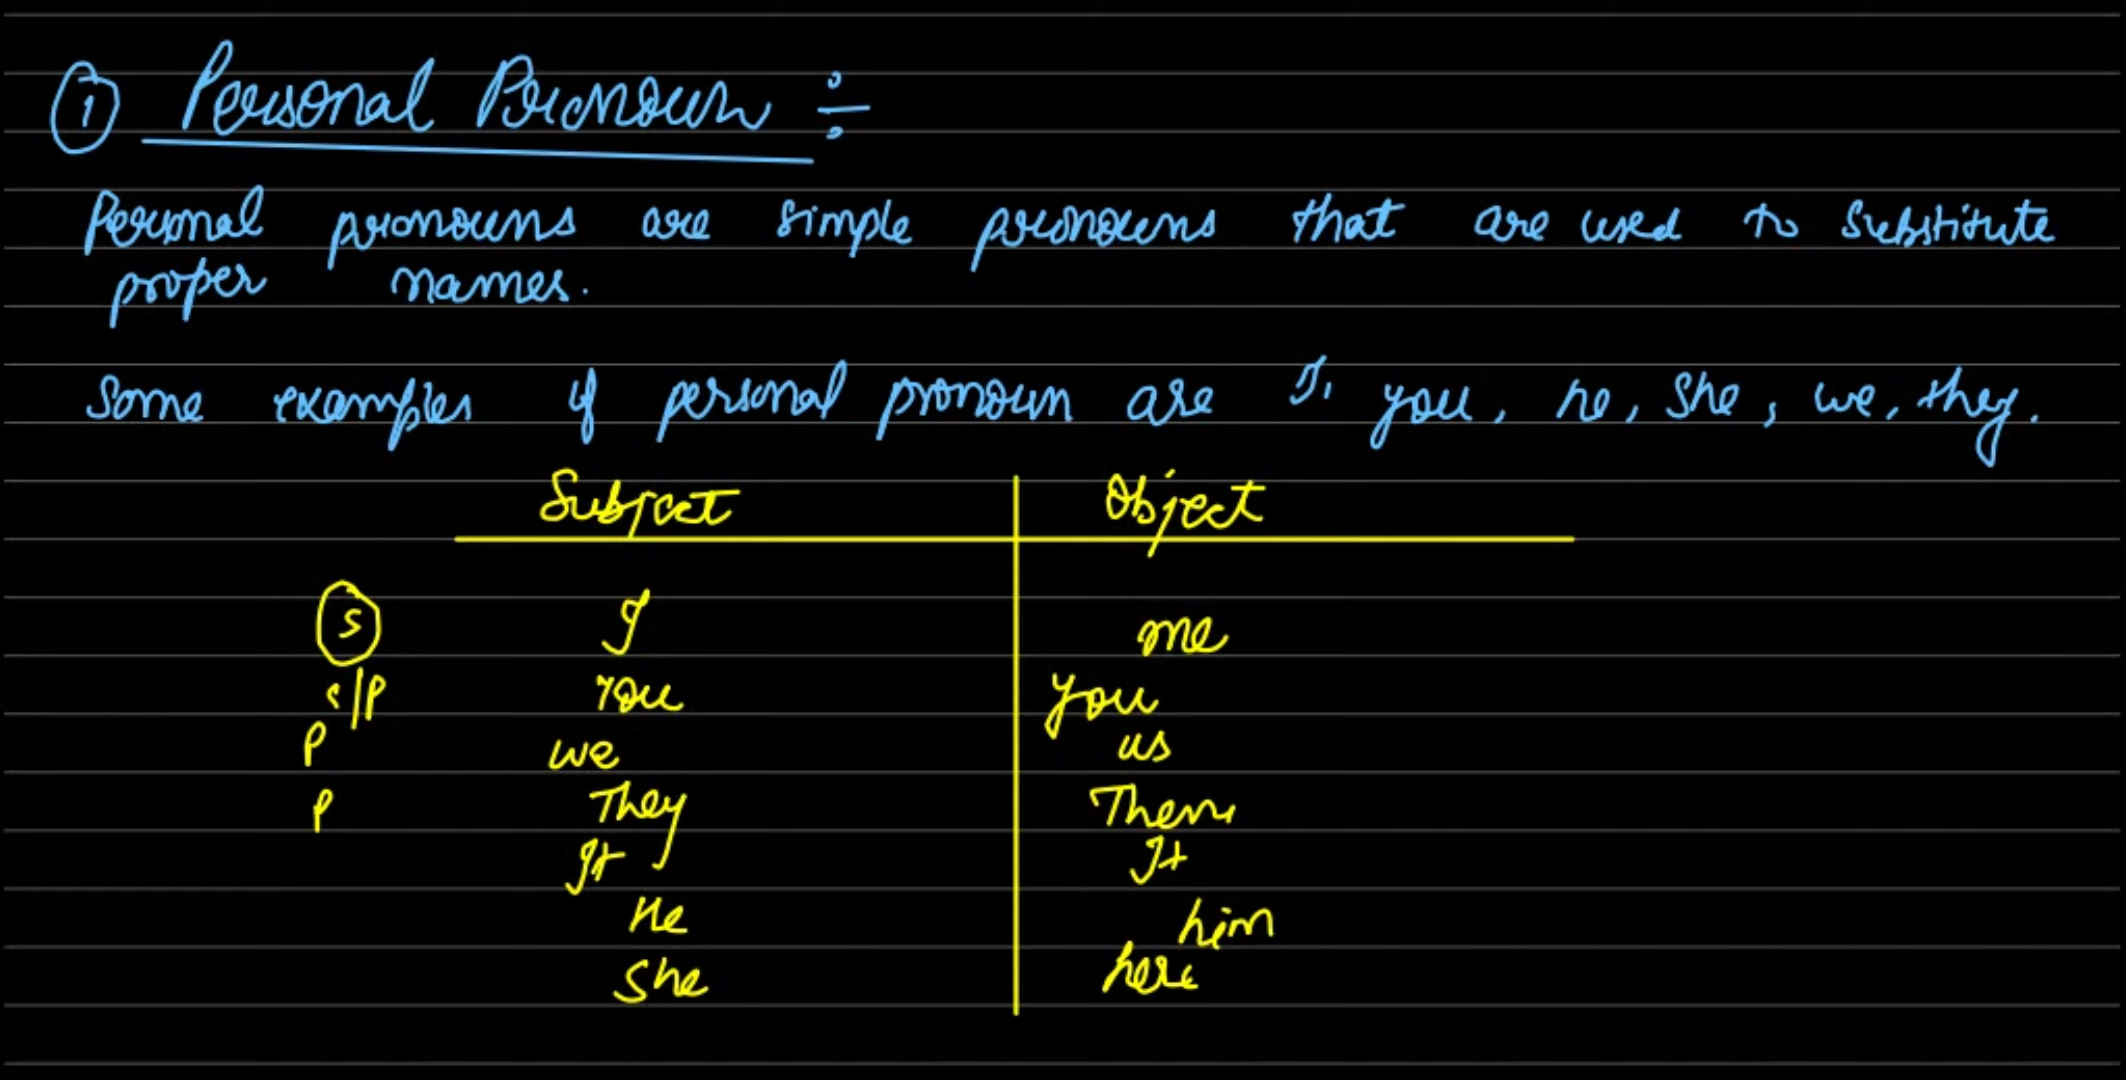 ① Personal Pronoun ÷
Personal pronouns are simple pronouns that are used to substitute
proper names.
Some examples of personal pronoun are I, you, he, she, we, they.
Subject Object
S I me
s/P You you
P we us
P They Them
It It
He him
She her